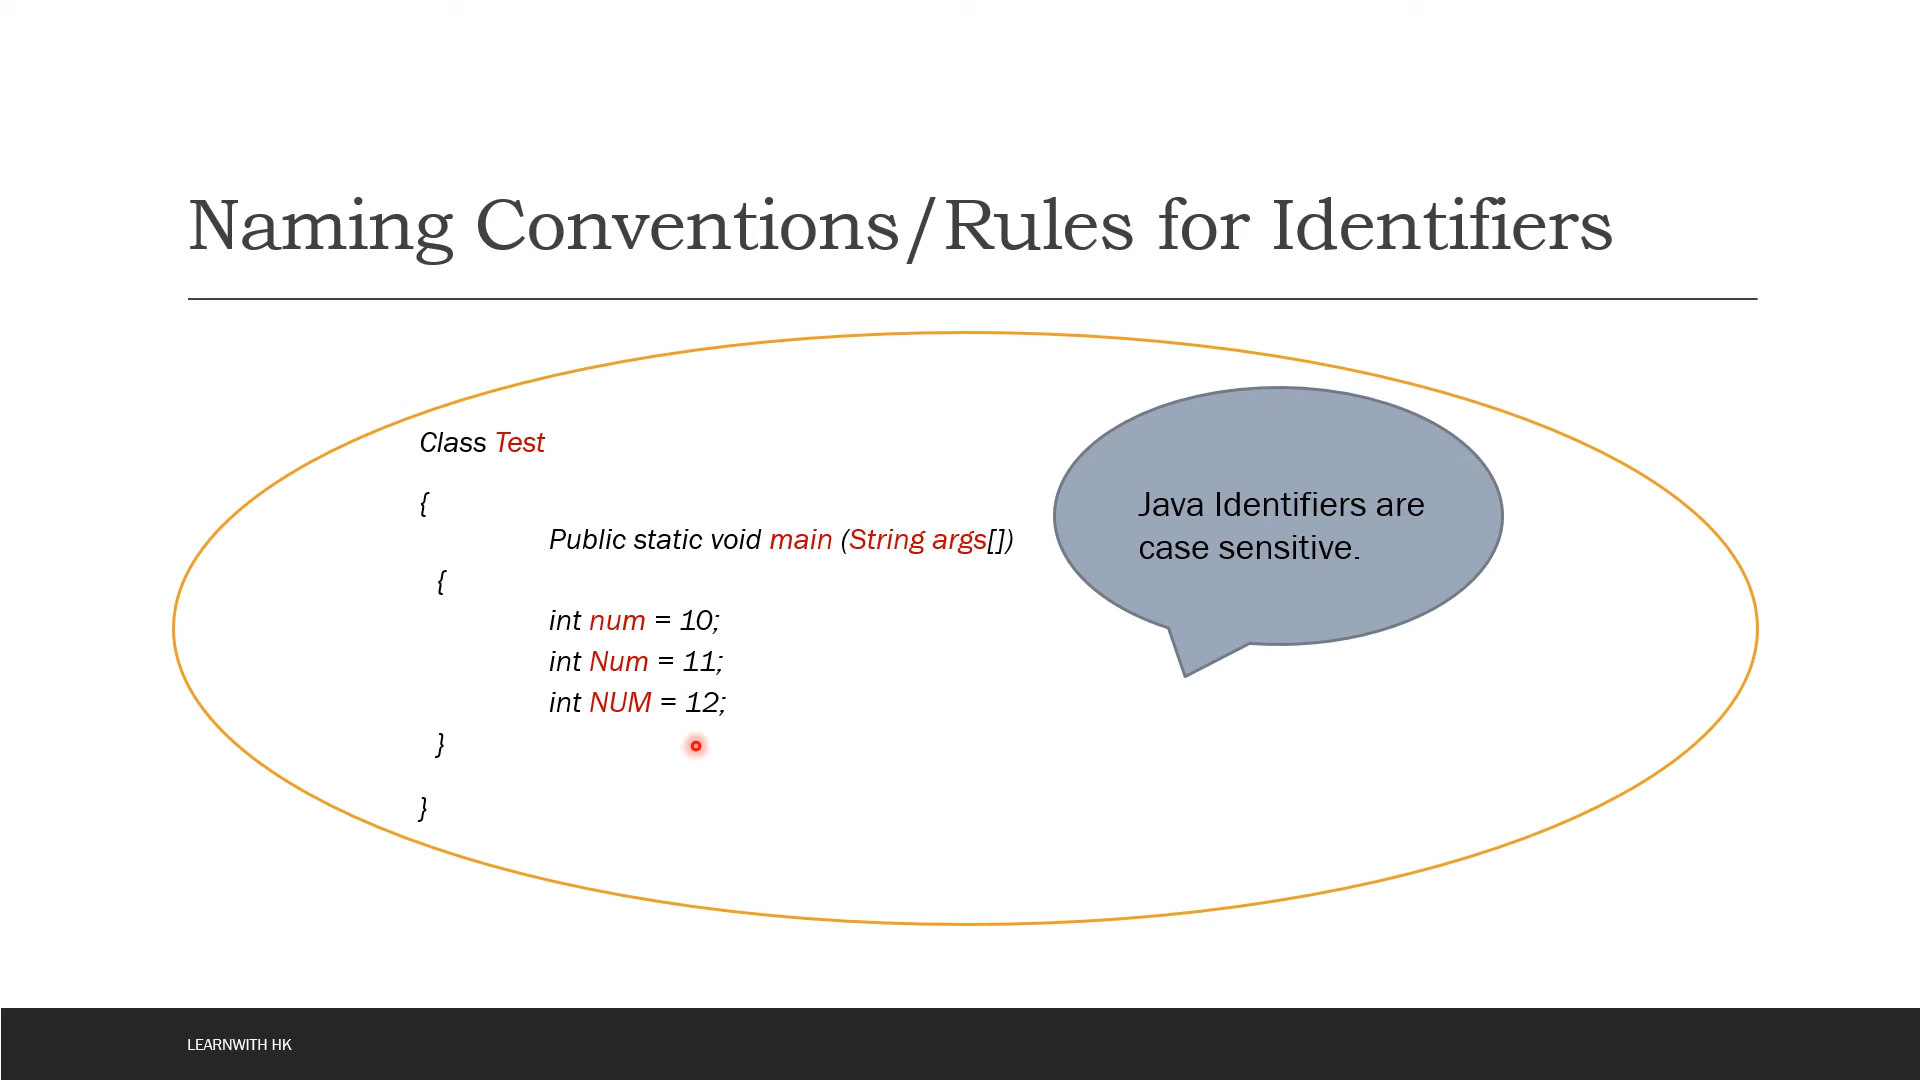 Naming Conventions/Rules for Identifiers
Class Test
{
Public static void main (String args[])
{
int num = 10;
int Num = 11;
int NUM = 12;
}
}
Java Identifiers are
case sensitive.
LEARNWITH HK